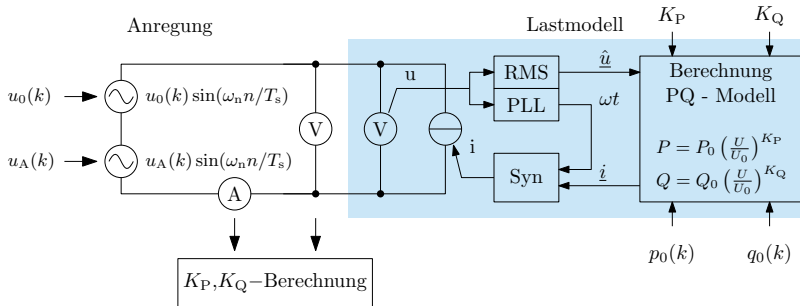 Anregung
Lastmodell
K_P
K_Q
u_0(k)
u_0(k) sin(ω_n n/T_s)
u_A(k)
u_A(k) sin(ω_n n/T_s)
V
V
A
u
i
RMS
PLL
û
ωt
Syn
i
Berechnung
PQ - Modell
P = P_0 (U/U_0)^{K_P}
Q = Q_0 (U/U_0)^{K_Q}
p_0(k)
q_0(k)
K_P,K_Q−Berechnung